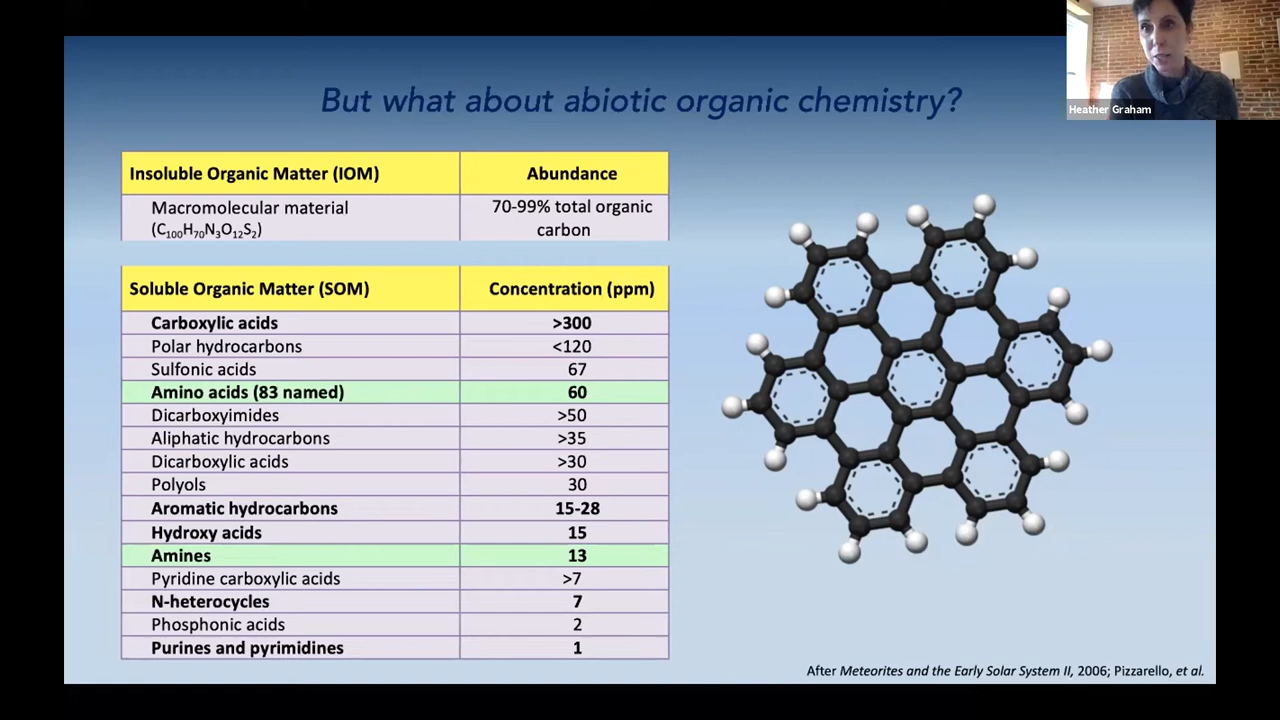 But what about abiotic organic chemistry?
Heather Graham
Insoluble Organic Matter (IOM) Abundance
Macromolecular material 70-99% total organic
(C₁₀₀H₇₀N₃O₁₂S₂) carbon
Soluble Organic Matter (SOM) Concentration (ppm)
Carboxylic acids >300
Polar hydrocarbons <120
Sulfonic acids 67
Amino acids (83 named) 60
Dicarboxyimides >50
Aliphatic hydrocarbons >35
Dicarboxylic acids >30
Polyols 30
Aromatic hydrocarbons 15-28
Hydroxy acids 15
Amines 13
Pyridine carboxylic acids >7
N-heterocycles 7
Phosphonic acids 2
Purines and pyrimidines 1
After Meteorites and the Early Solar System II, 2006; Pizzarello, et al.